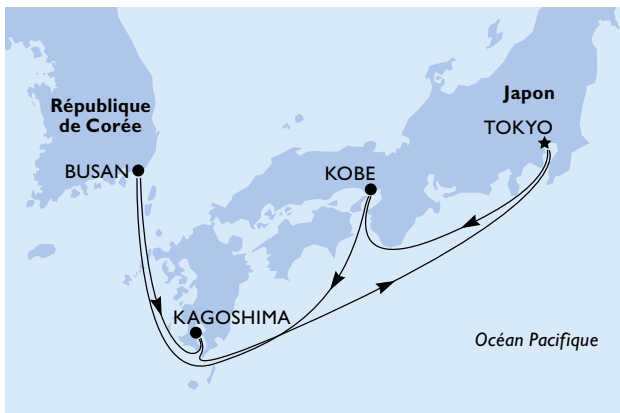 République
de Corée
Japon
TOKYO
BUSAN
KOBE
KAGOSHIMA
Océan Pacifique